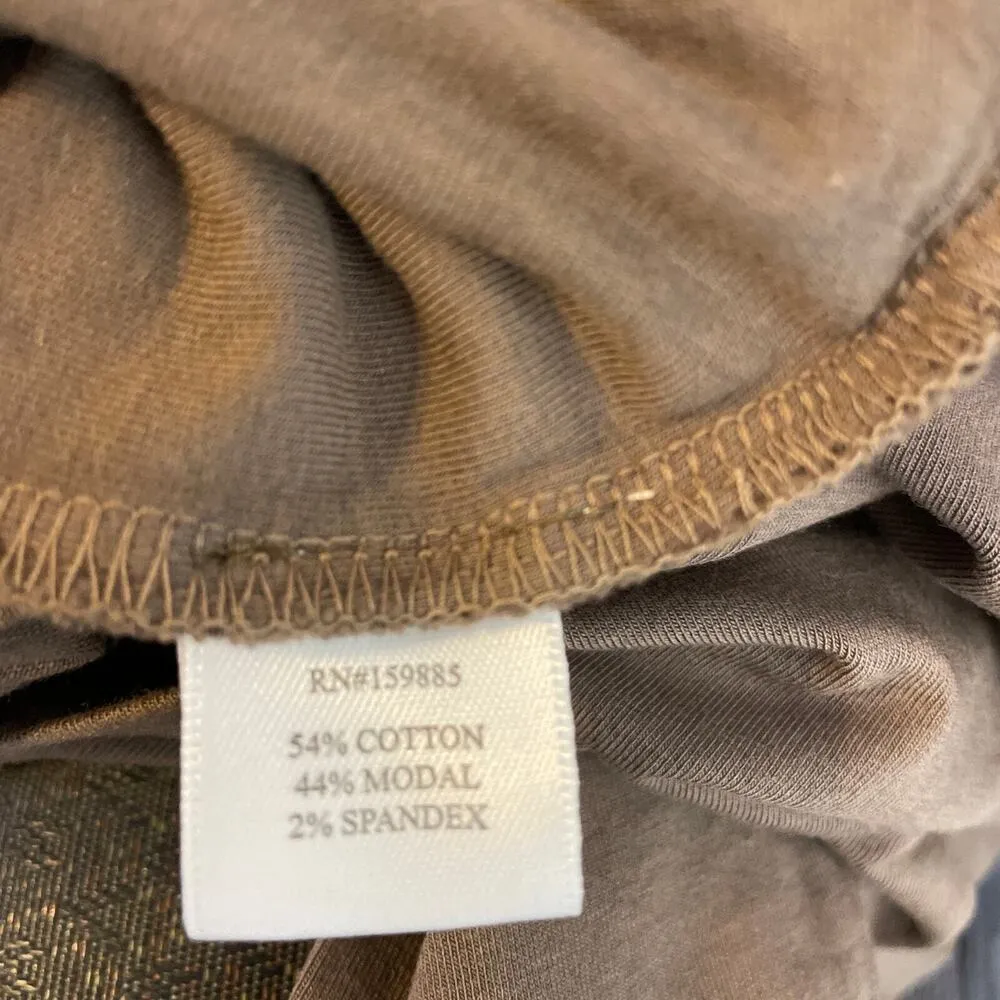 RN#159885
54% COTTON
44% MODAL
2% SPANDEX